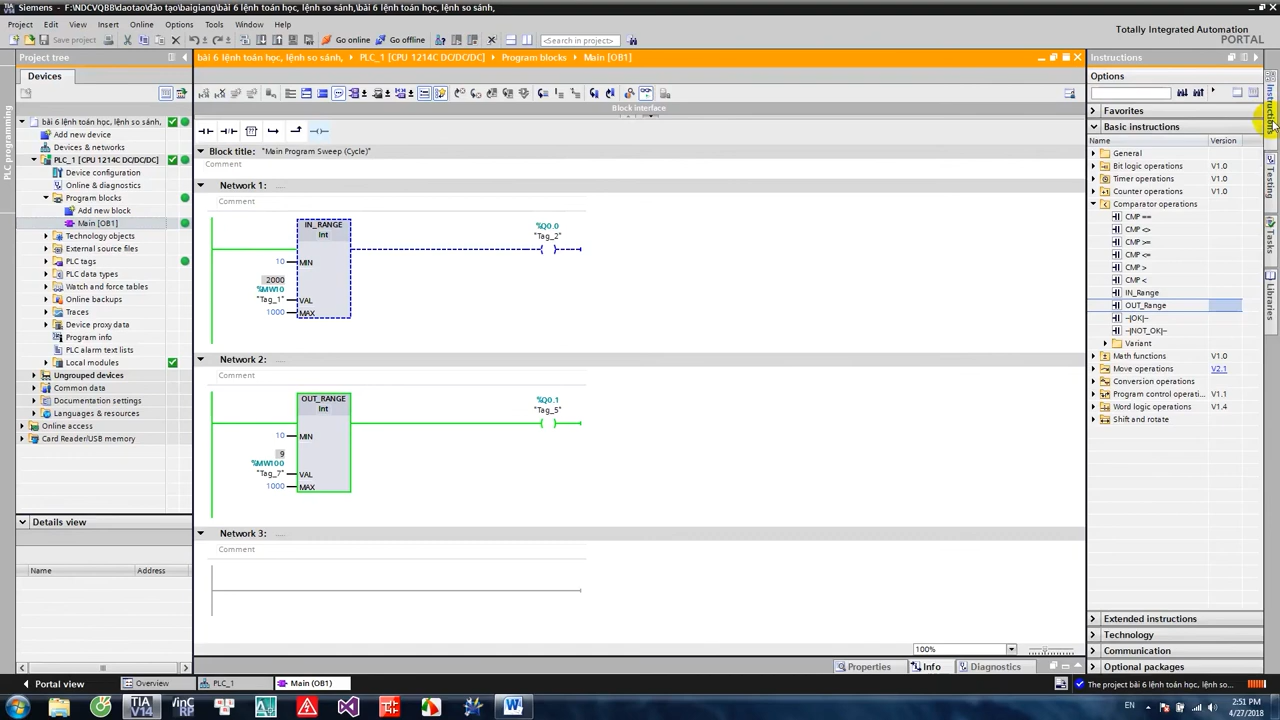 Siemens - F:\NDCVQBB\daotao\đào tạo\baigiang\bài 6 lệnh toán học, lệnh so sánh,\bài 6 lệnh toán học, lệnh so sánh,
Project Edit View Insert Online Options Tools Window Help
Totally Integrated Automation
PORTAL
Save project
Go online
Go offline
<Search in project>
Project tree
bài 6 lệnh toán học, lệnh so sánh, PLC_1 [CPU 1214C DC/DC/DC] Program blocks Main [OB1]
Instructions
Devices
Options
PLC programming
Block interface
bài 6 lệnh toán học, lệnh so sánh,
Add new device
Devices & networks
PLC_1 [CPU 1214C DC/DC/DC]
Device configuration
Online & diagnostics
Program blocks
Add new block
Main [OB1]
Technology objects
External source files
PLC tags
PLC data types
Watch and force tables
Online backups
Traces
Device proxy data
Program info
PLC alarm text lists
Local modules
Ungrouped devices
Common data
Documentation settings
Languages & resources
Online access
Card Reader/USB memory
Details view
Name Address
Block title: "Main Program Sweep (Cycle)"
Comment
Network 1: .....
Comment
IN_RANGE
Int
%Q0.0
"Tag_2"
10 MIN
2000
%MW10
"Tag_1" VAL
1000 MAX
Network 2: .....
Comment
OUT_RANGE
Int
%Q0.1
"Tag_5"
10 MIN
9
%MW100
"Tag_7" VAL
1000 MAX
Network 3: .....
Comment
100%
Favorites
Basic instructions
Name Version
General
Bit logic operations V1.0
Timer operations V1.0
Counter operations V1.0
Comparator operations
CMP ==
CMP <>
CMP >=
CMP <=
CMP >
CMP <
IN_Range
OUT_Range
-|OK|-
-|NOT_OK|-
Variant
Math functions V1.0
Move operations V2.1
Conversion operations
Program control operati... V1.1
Word logic operations V1.4
Shift and rotate
Extended instructions
Technology
Communication
Optional packages
Instructions
Testing
Tasks
Libraries
Properties Info Diagnostics
Portal view Overview PLC_1 Main (OB1)
The project bài 6 lệnh toán học, lệnh so...
TIA
V14
EN
2:51 PM
4/27/2018